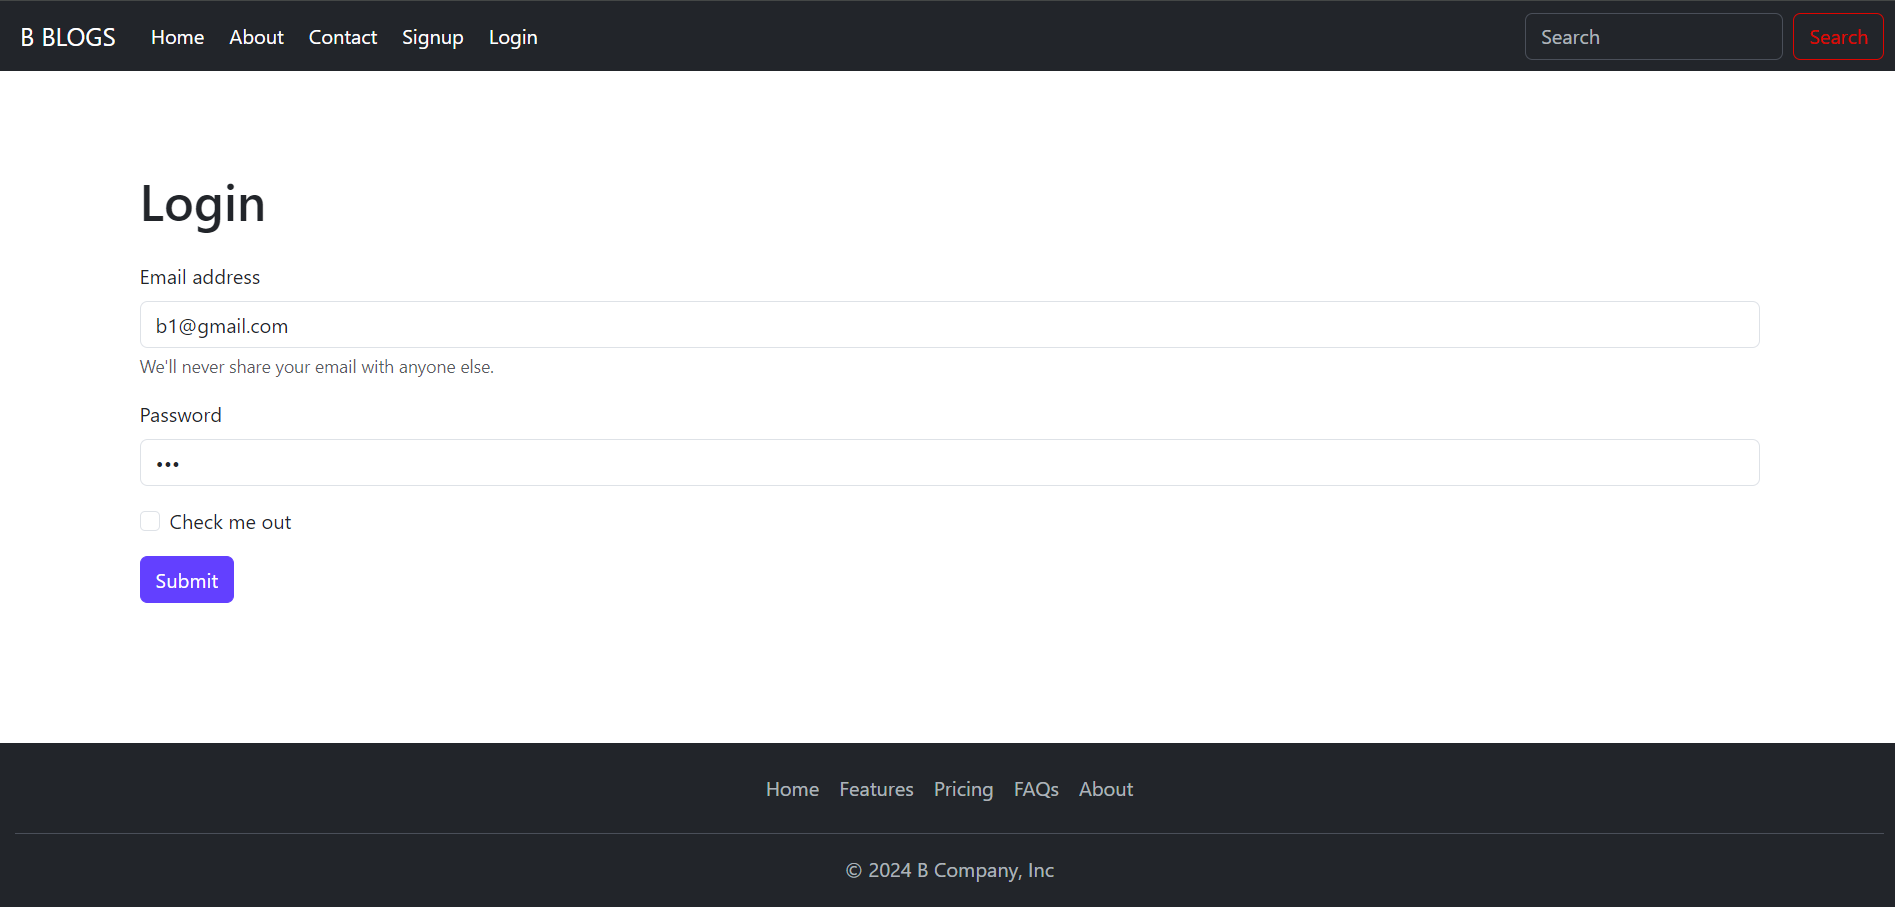 B BLOGS Home About Contact Signup Login Search Search
Login
Email address
b1@gmail.com
We'll never share your email with anyone else.
Password
•••
Check me out
Submit
Home Features Pricing FAQs About
© 2024 B Company, Inc